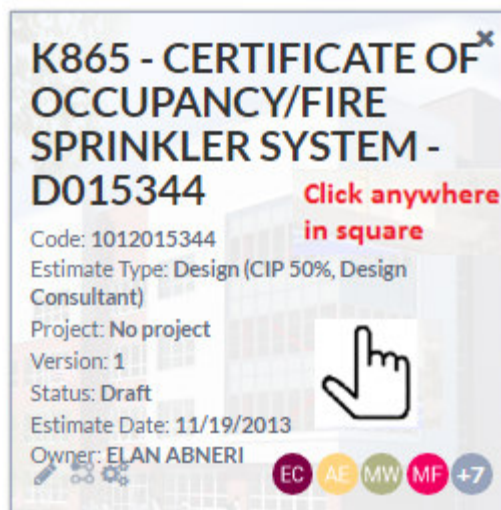 K865 - CERTIFICATE OF
OCCUPANCY/FIRE
SPRINKLER SYSTEM -
D015344
Click anywhere
in square
Code: 1012015344
Estimate Type: Design (CIP 50%, Design
Consultant)
Project: No project
Version: 1
Status: Draft
Estimate Date: 11/19/2013
Owner: ELAN ABNERI
EC AE MW MF +7